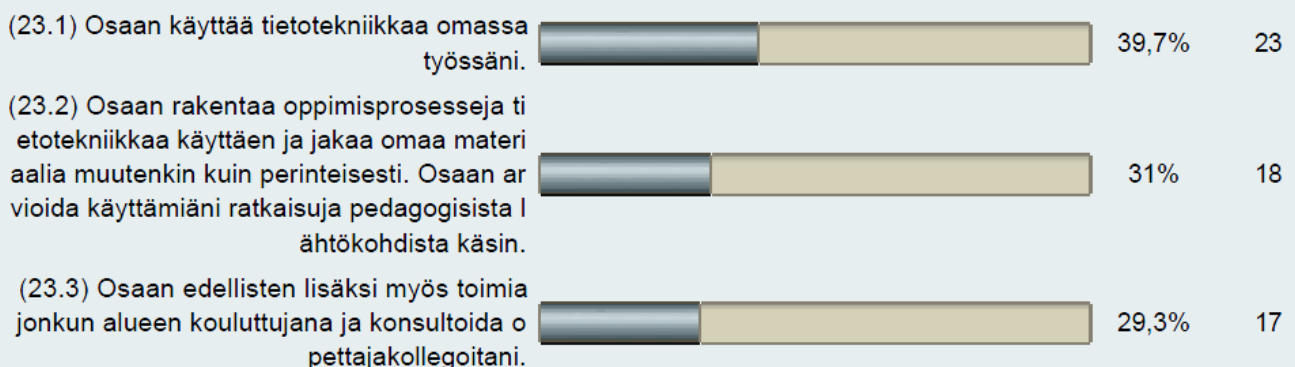 (23.1) Osaan käyttää tietotekniikkaa omassa
työssäni.
39,7% 23
(23.2) Osaan rakentaa oppimisprosesseja ti
etotekniikkaa käyttäen ja jakaa omaa materi
aalia muutenkin kuin perinteisesti. Osaan ar
vioida käyttämiäni ratkaisuja pedagogisista l
ähtökohdista käsin.
31% 18
(23.3) Osaan edellisten lisäksi myös toimia
jonkun alueen kouluttujana ja konsultoida o
pettajakollegoitani.
29,3% 17